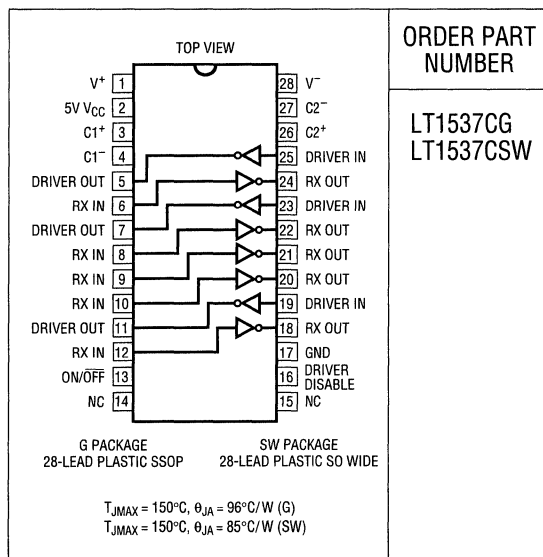 TOP VIEW
ORDER PART
NUMBER
LT1537CG
LT1537CSW
V+ 1
28 V−
5V VCC 2
27 C2−
C1+ 3
26 C2+
C1− 4
25 DRIVER IN
DRIVER OUT 5
24 RX OUT
RX IN 6
23 DRIVER IN
DRIVER OUT 7
22 RX OUT
RX IN 8
21 RX OUT
RX IN 9
20 RX OUT
RX IN 10
19 DRIVER IN
DRIVER OUT 11
18 RX OUT
RX IN 12
17 GND
ON/OFF 13
16 DRIVER
DISABLE
NC 14
15 NC
G PACKAGE
28-LEAD PLASTIC SSOP
SW PACKAGE
28-LEAD PLASTIC SO WIDE
TJMAX = 150°C, θJA = 96°C/W (G)
TJMAX = 150°C, θJA = 85°C/W (SW)